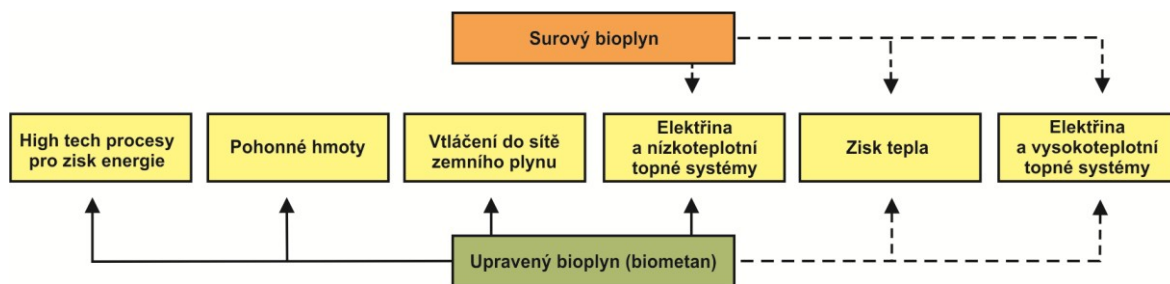 Surový bioplyn
High tech procesy
pro zisk energie
Pohonné hmoty
Vtláčení do sítě
zemního plynu
Elektřina
a nízkoteplotní
topné systémy
Zisk tepla
Elektřina
a vysokoteplotní
topné systémy
Upravený bioplyn (biometan)